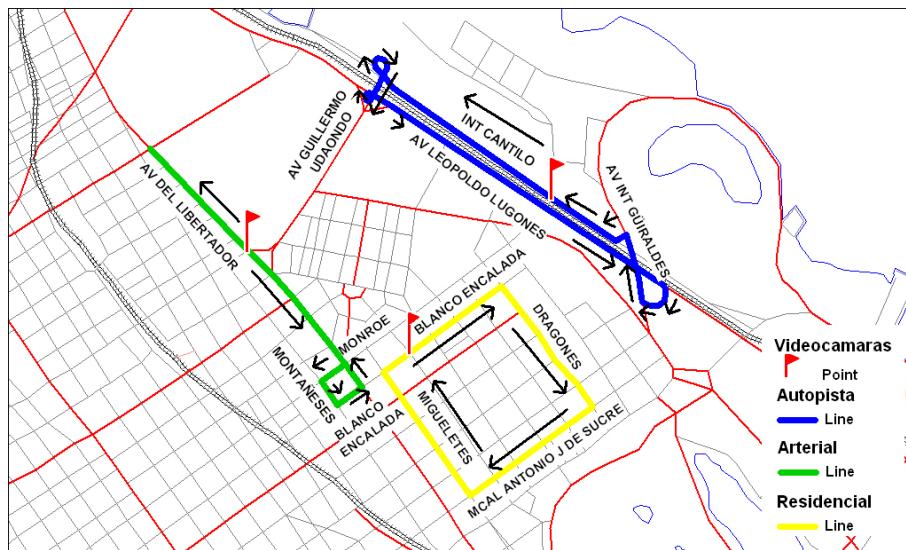 AV GUILLERMO
UDAONDO
INT CANTILO
AV LEOPOLDO LUGONES
AV INT GÜIRALDES
AV DEL LIBERTADOR
BLANCO ENCALADA
DRAGONES
MONROE
MONTAÑESES
BLANCO
ENCALADA
MIGUELETES
MCAL ANTONIO J DE SUCRE
Videocamaras
Point
Autopista
Line
Arterial
Line
Residencial
Line